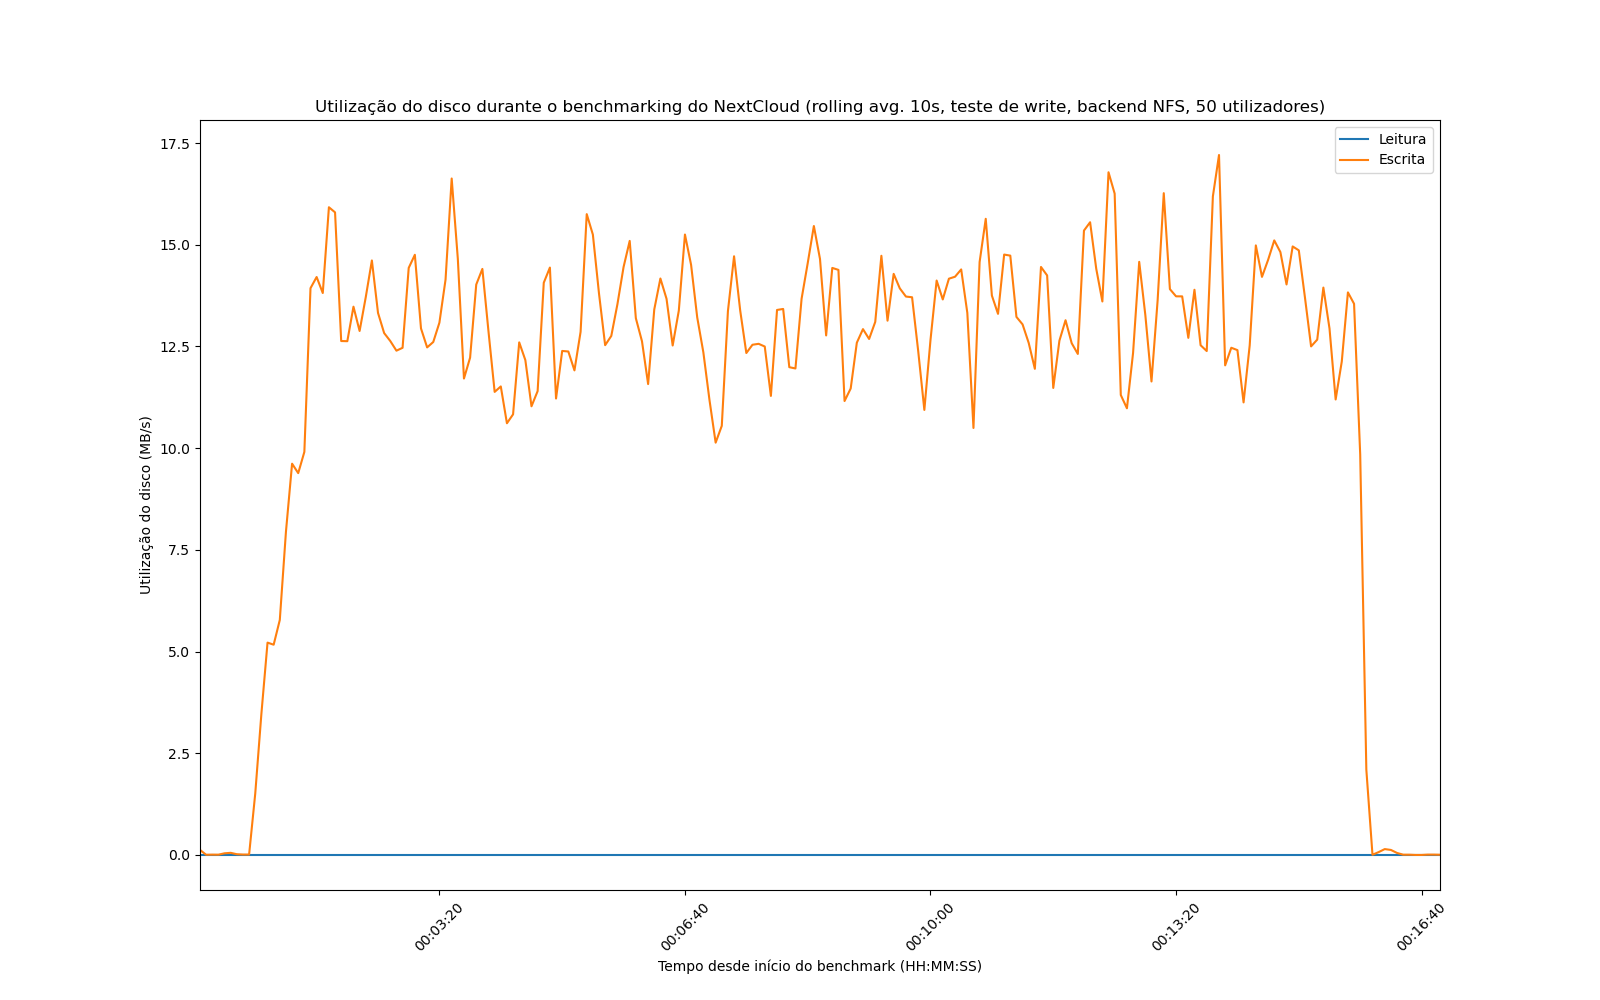 Utilização do disco durante o benchmarking do NextCloud (rolling avg. 10s, teste de write, backend NFS, 50 utilizadores)
Leitura
Escrita
Utilização do disco (MB/s)
17.5
15.0
12.5
10.0
7.5
5.0
2.5
0.0
00:03:20
00:06:40
00:10:00
00:13:20
00:16:40
Tempo desde início do benchmark (HH:MM:SS)